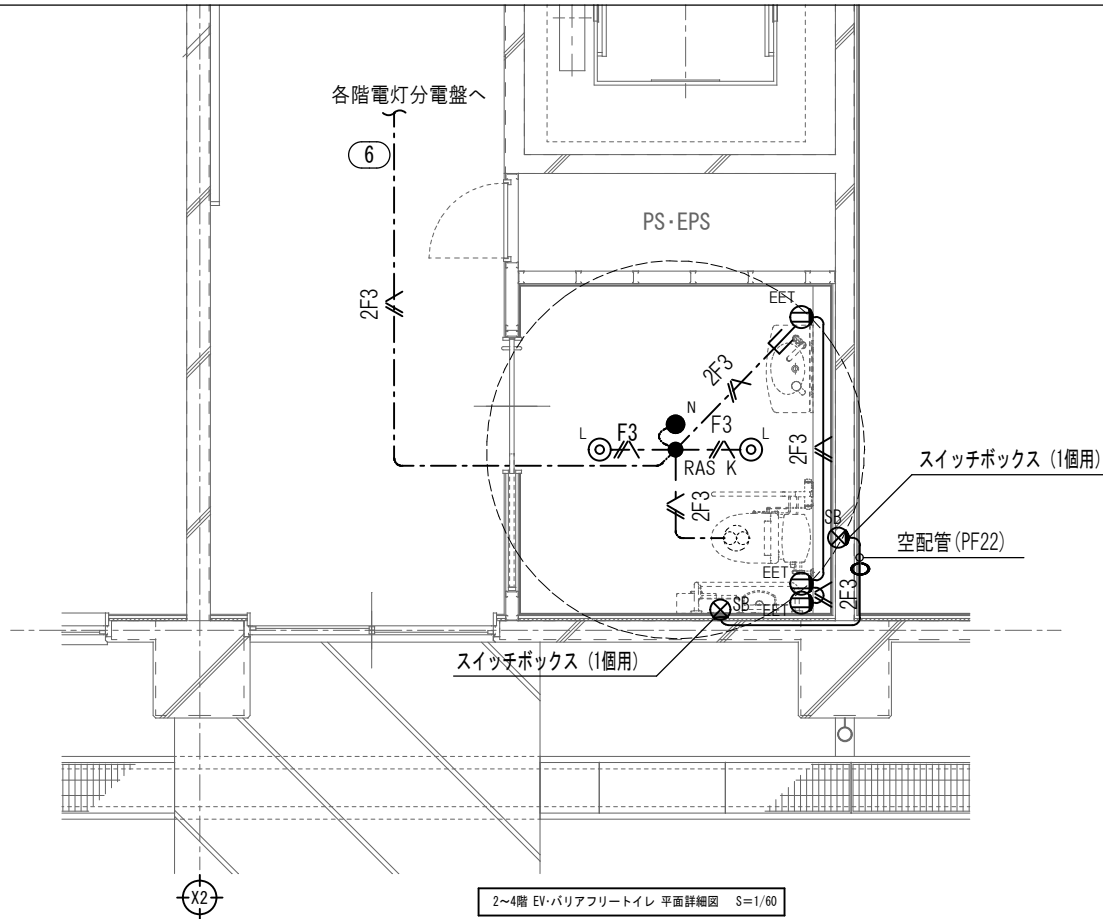 各階電灯分電盤へ
6
PS・EPS
2F3
EET
2F3
N
L
F3
F3
L
RAS K
2F3
2F3
スイッチボックス (1個用)
SB
空配管(PF22)
EET
2F3
SB
EET
スイッチボックス (1個用)
X2
2~4階 EV・バリアフリートイレ 平面詳細図 S=1/60